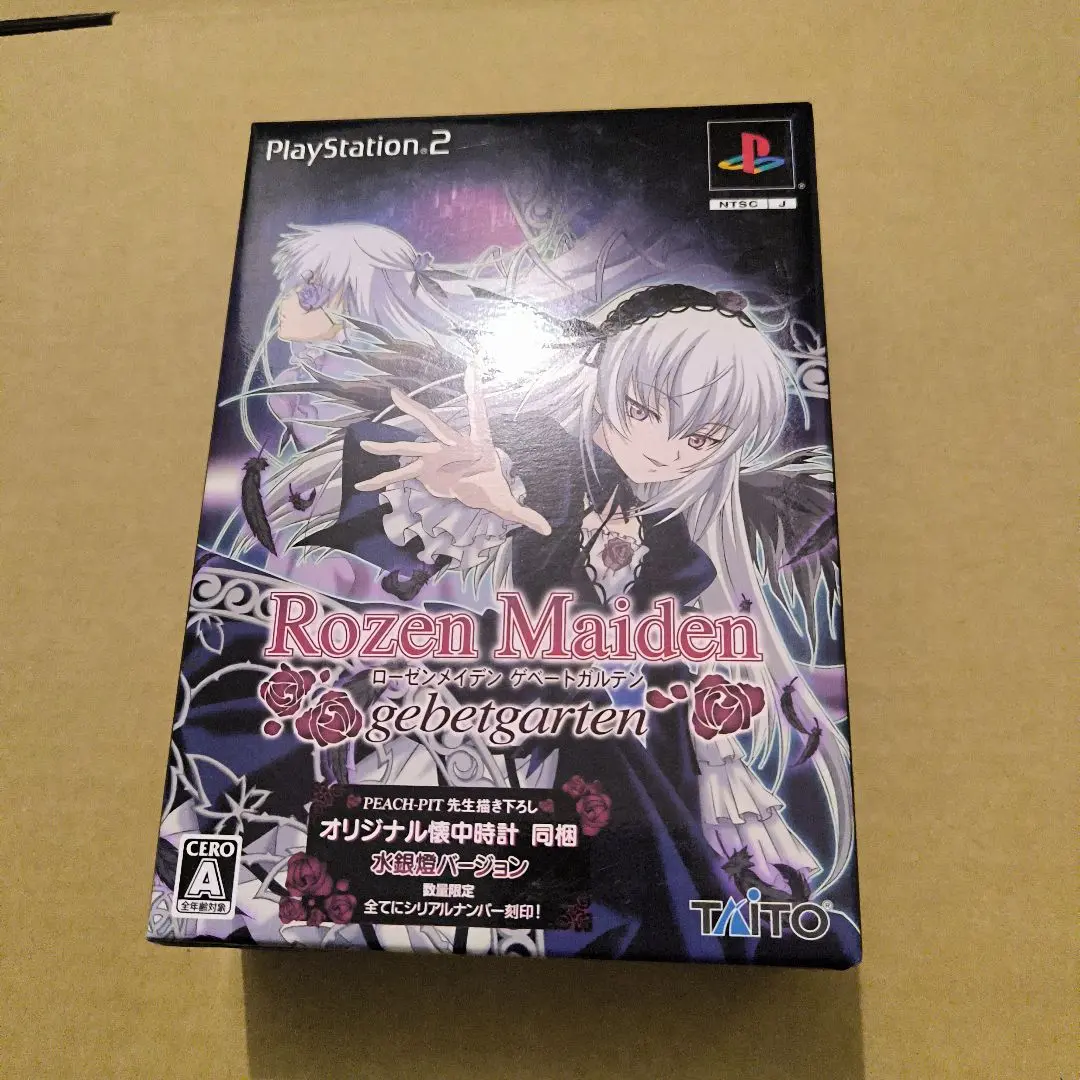 PlayStation®2
NTSC J
Rozen Maiden
ローゼンメイデン ゲベートガルテン
gebetgarten
PEACH-PIT 先生描き下ろし
オリジナル懐中時計 同梱
水銀燈バージョン
数量限定
全てにシリアルナンバー刻印!
CERO
A
全年齢対象
TAITO®